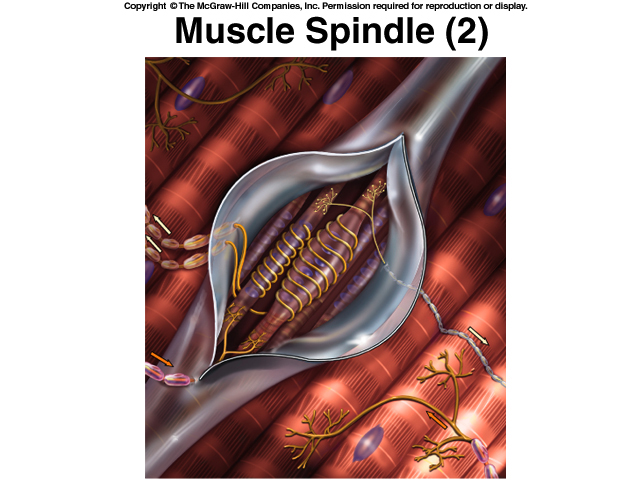 Copyright © The McGraw-Hill Companies, Inc. Permission required for reproduction or display.
Muscle Spindle (2)